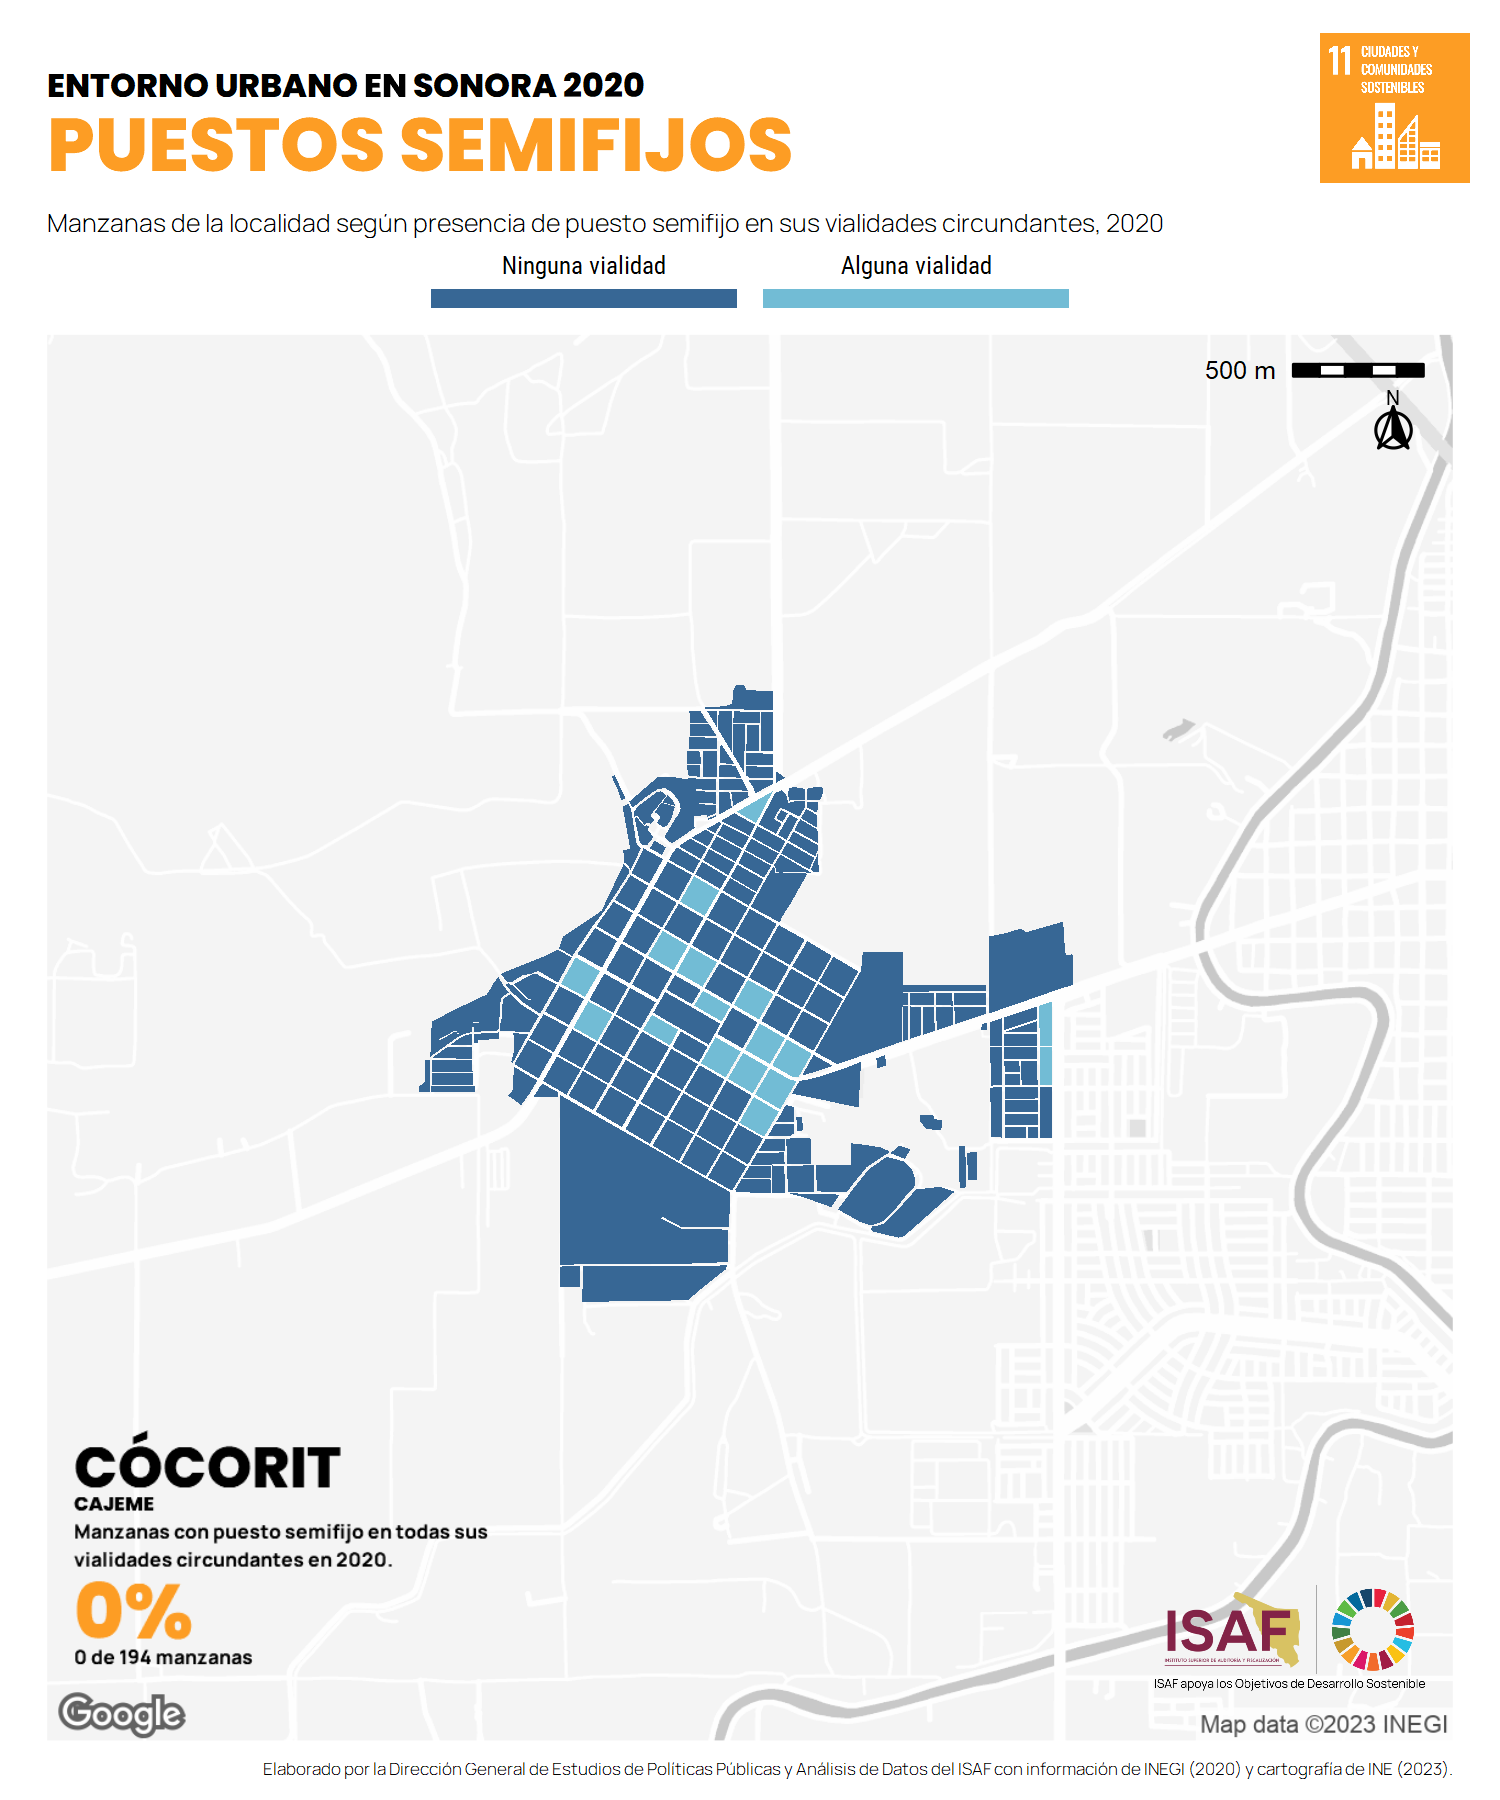 ENTORNO URBANO EN SONORA 2020
PUESTOS SEMIFIJOS
11 CIUDADES Y
COMUNIDADES
SOSTENIBLES
Manzanas de la localidad según presencia de puesto semifijo en sus vialidades circundantes, 2020
Ninguna vialidad
Alguna vialidad
500 m
N
CÓCORIT
CAJEME
Manzanas con puesto semifijo en todas sus
vialidades circundantes en 2020.
0%
0 de 194 manzanas
ISAF
INSTITUTO SUPERIOR DE AUDITORÍA Y FISCALIZACIÓN
ISAF apoya los Objetivos de Desarrollo Sostenible
Google
Map data ©2023 INEGI
Elaborado por la Dirección General de Estudios de Políticas Públicas y Análisis de Datos del ISAF con información de INEGI (2020) y cartografía de INE (2023).